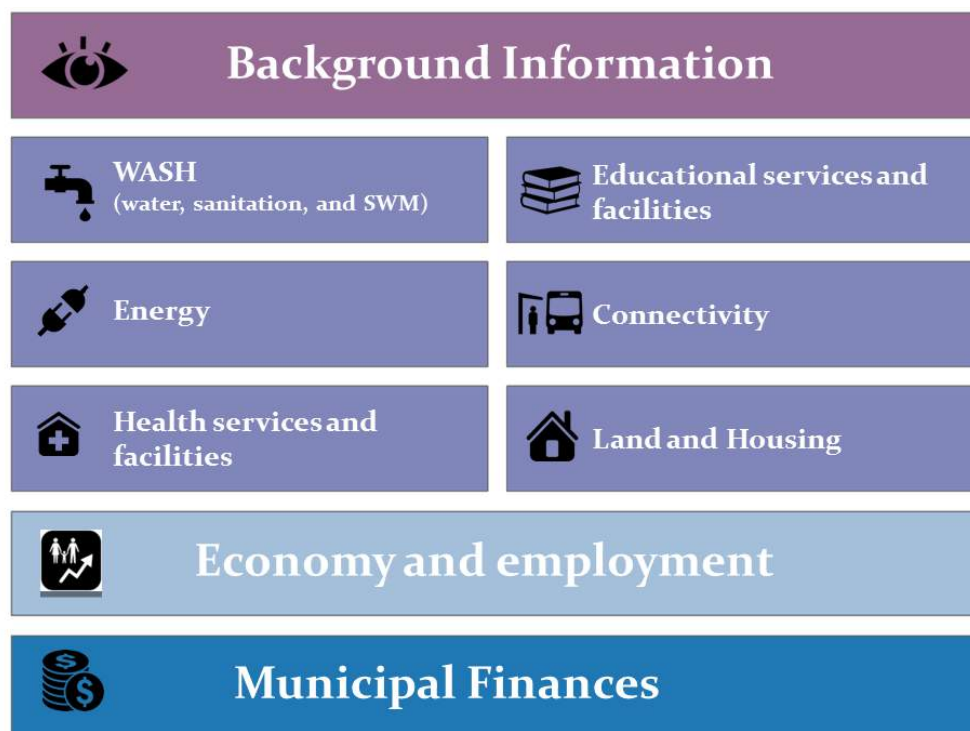 Background Information
WASH
(water, sanitation, and SWM)
Educational services and
facilities
Energy
Connectivity
Health services and
facilities
Land and Housing
Economy and employment
Municipal Finances